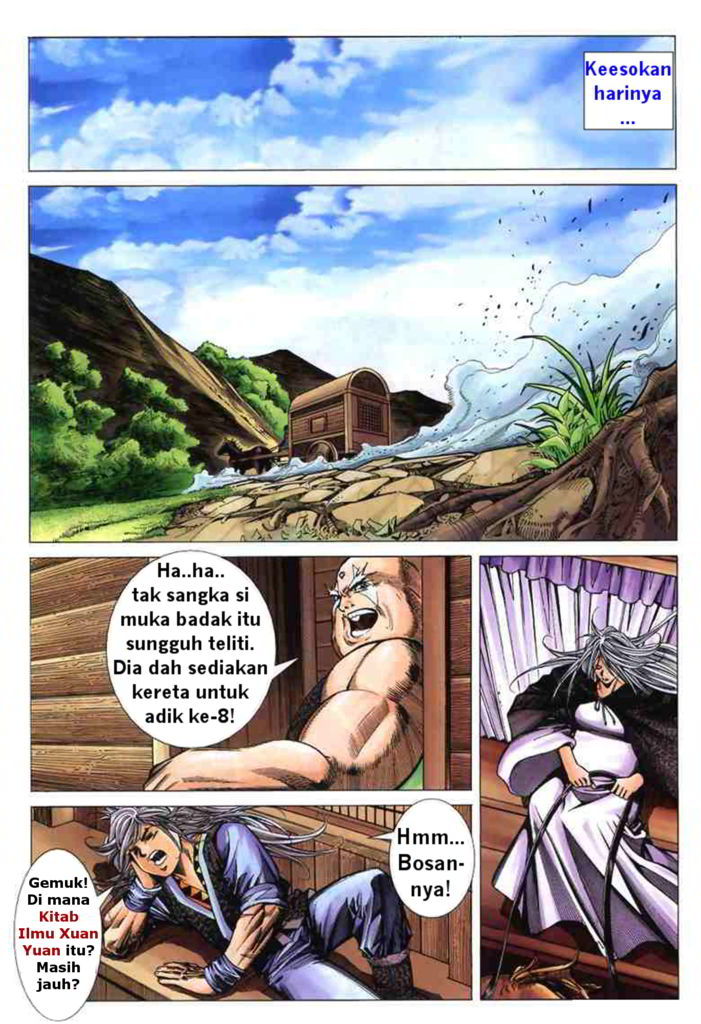 Keesokan
harinya
...
Ha..ha..
tak sangka si
muka badak itu
sungguh teliti.
Dia dah sediakan
kereta untuk
adik ke-8!
Hmm...
Bosan-
nya!
Gemuk!
Di mana
Kitab
Ilmu Xuan
Yuan itu?
Masih
jauh?